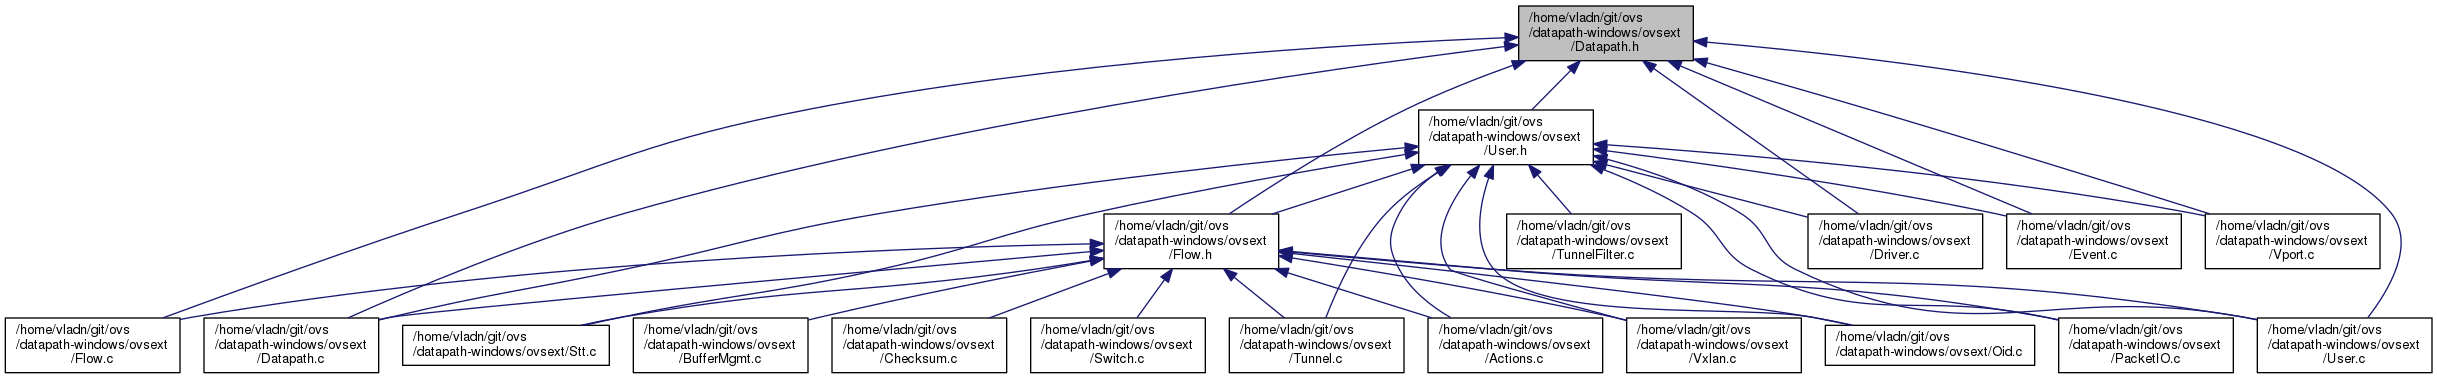 /home/vladn/git/ovs
/datapath-windows/ovsext
/Datapath.h
/home/vladn/git/ovs
/datapath-windows/ovsext
/User.h
/home/vladn/git/ovs
/datapath-windows/ovsext
/Flow.h
/home/vladn/git/ovs
/datapath-windows/ovsext
/TunnelFilter.c
/home/vladn/git/ovs
/datapath-windows/ovsext
/Driver.c
/home/vladn/git/ovs
/datapath-windows/ovsext
/Event.c
/home/vladn/git/ovs
/datapath-windows/ovsext
/Vport.c
/home/vladn/git/ovs
/datapath-windows/ovsext
/Flow.c
/home/vladn/git/ovs
/datapath-windows/ovsext
/Datapath.c
/home/vladn/git/ovs
/datapath-windows/ovsext/Stt.c
/home/vladn/git/ovs
/datapath-windows/ovsext
/BufferMgmt.c
/home/vladn/git/ovs
/datapath-windows/ovsext
/Checksum.c
/home/vladn/git/ovs
/datapath-windows/ovsext
/Switch.c
/home/vladn/git/ovs
/datapath-windows/ovsext
/Tunnel.c
/home/vladn/git/ovs
/datapath-windows/ovsext
/Actions.c
/home/vladn/git/ovs
/datapath-windows/ovsext
/Vxlan.c
/home/vladn/git/ovs
/datapath-windows/ovsext/Oid.c
/home/vladn/git/ovs
/datapath-windows/ovsext
/PacketIO.c
/home/vladn/git/ovs
/datapath-windows/ovsext
/User.c